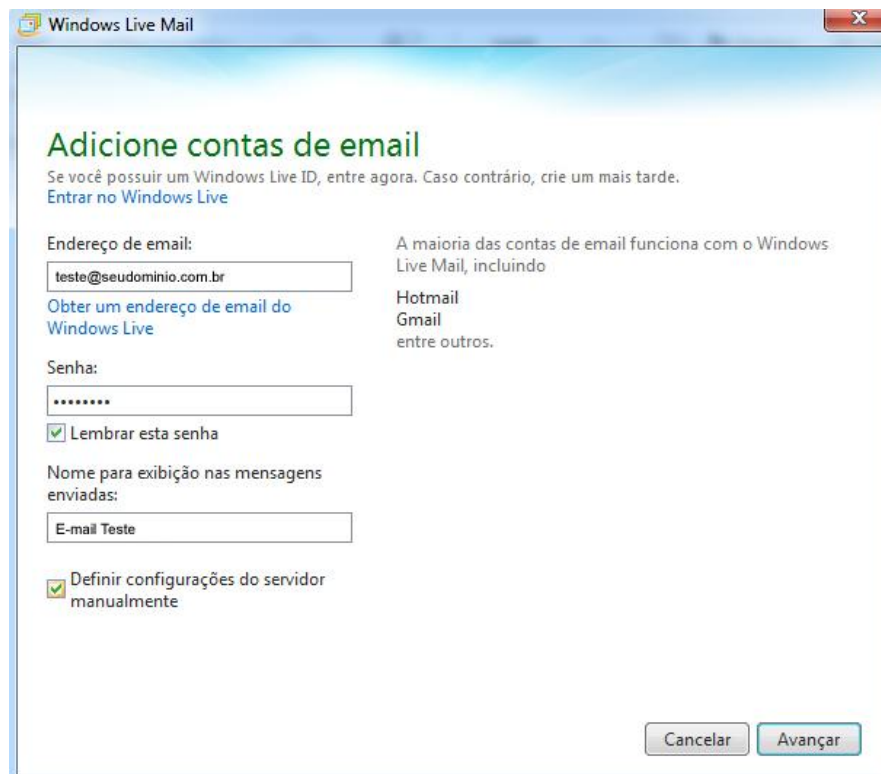 Windows Live Mail
Adicione contas de email
Se você possuir um Windows Live ID, entre agora. Caso contrário, crie um mais tarde.
Entrar no Windows Live
Endereço de email:
teste@seudominio.com.br
Obter um endereço de email do
Windows Live
Senha:
••••••••
Lembrar esta senha
Nome para exibição nas mensagens
enviadas:
E-mail Teste
Definir configurações do servidor
manualmente
A maioria das contas de email funciona com o Windows
Live Mail, incluindo
Hotmail
Gmail
entre outros.
Cancelar
Avançar